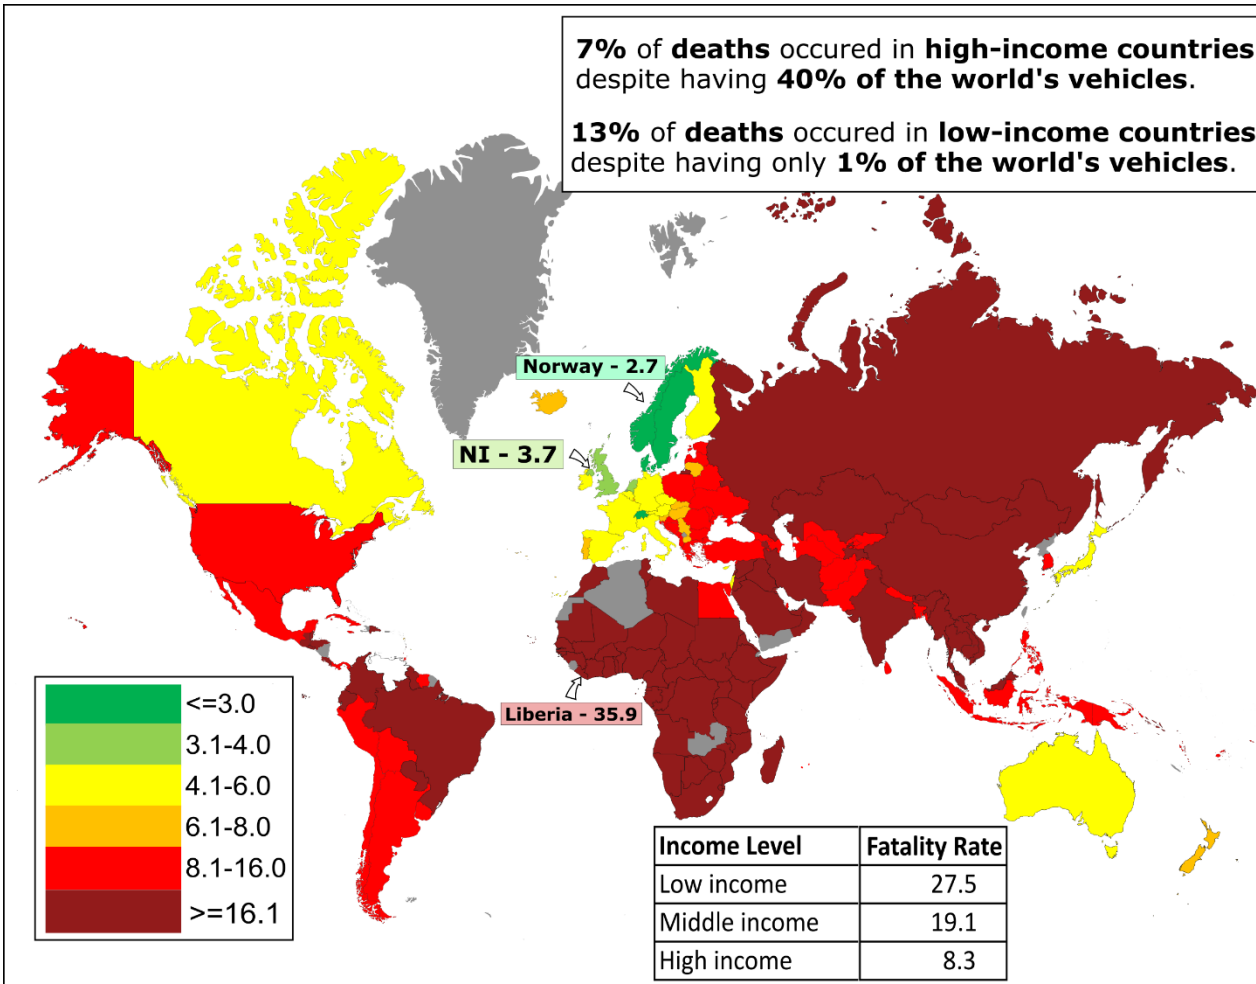 7% of deaths occured in high-income countries
despite having 40% of the world's vehicles.
13% of deaths occured in low-income countries
despite having only 1% of the world's vehicles.
Norway - 2.7
NI - 3.7
Liberia - 35.9
<=3.0
3.1-4.0
4.1-6.0
6.1-8.0
8.1-16.0
>=16.1
Income Level Fatality Rate
Low income 27.5
Middle income 19.1
High income 8.3